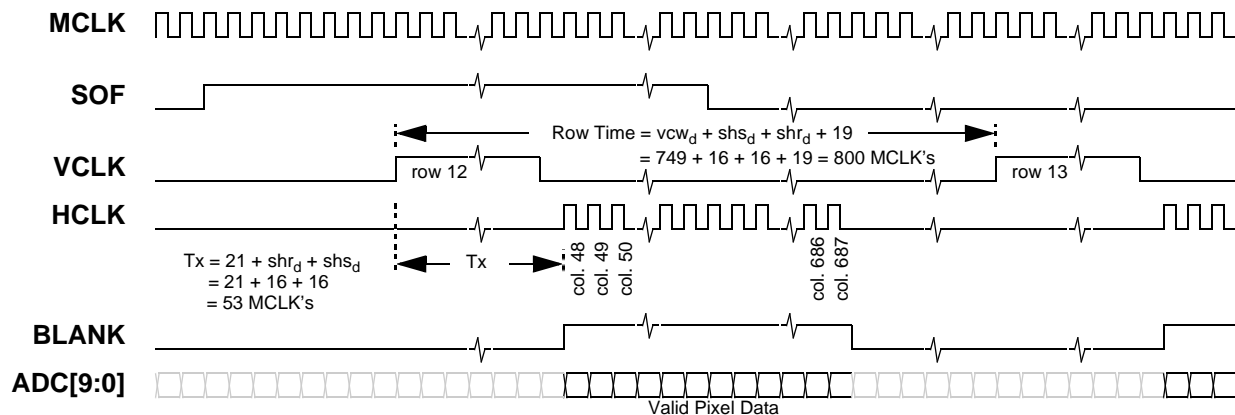 MCLK
SOF
Row Time = vcw_d + shs_d + shr_d + 19
= 749 + 16 + 16 + 19 = 800 MCLK's
VCLK
row 12
row 13
HCLK
Tx = 21 + shr_d + shs_d
= 21 + 16 + 16
= 53 MCLK's
Tx
col. 48
col. 49
col. 50
col. 686
col. 687
BLANK
ADC[9:0]
Valid Pixel Data